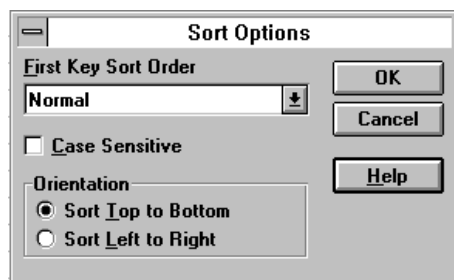 Sort Options
First Key Sort Order
Normal
Case Sensitive
Orientation
Sort Top to Bottom
Sort Left to Right
OK
Cancel
Help